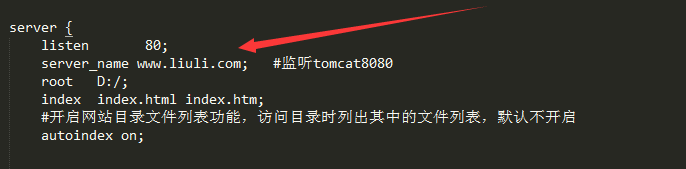 server {
listen 80;
server_name www.liuli.com; #监听tomcat8080
root D:/;
index index.html index.htm;
#开启网站目录文件列表功能，访问目录时列出其中的文件列表，默认不开启
autoindex on;